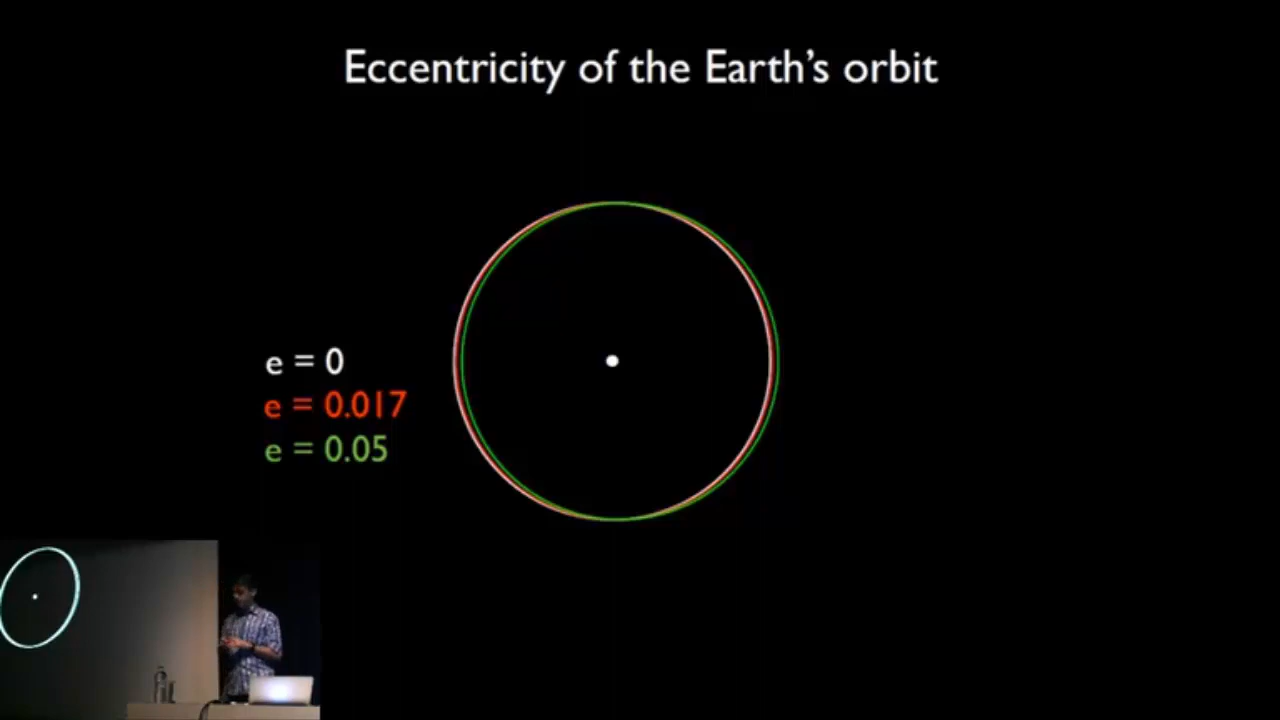 Eccentricity of the Earth's orbit
e = 0
e = 0.017
e = 0.05